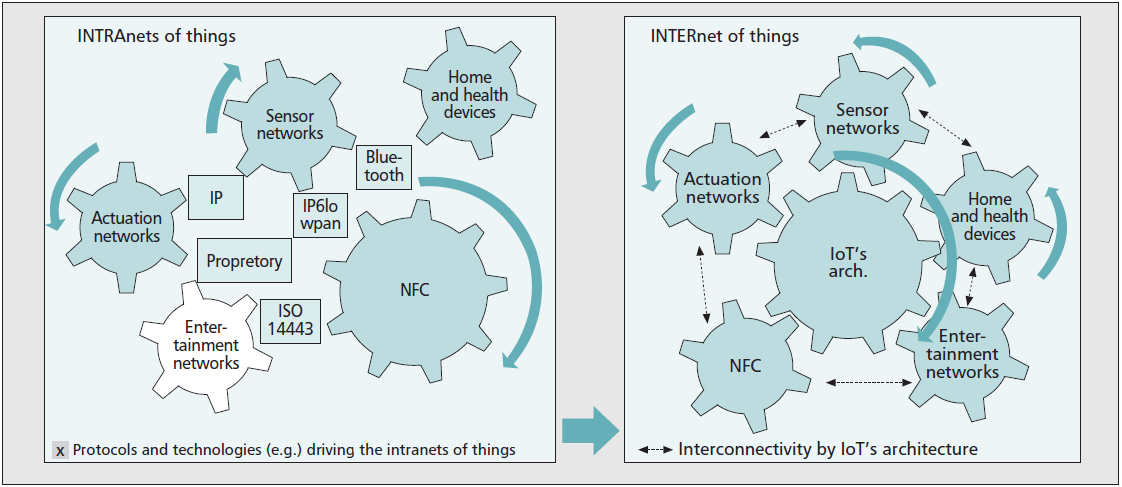 INTRAnets of things
Home
and health
devices
Sensor
networks
Blue-
tooth
IP
IP6lo
wpan
Actuation
networks
Propretory
NFC
ISO
14443
Enter-
tainment
networks
x Protocols and technologies (e.g.) driving the intranets of things
INTERnet of things
Sensor
networks
Actuation
networks
Home
and health
devices
IoT's
arch.
Enter-
tainment
networks
NFC
Interconnectivity by IoT's architecture